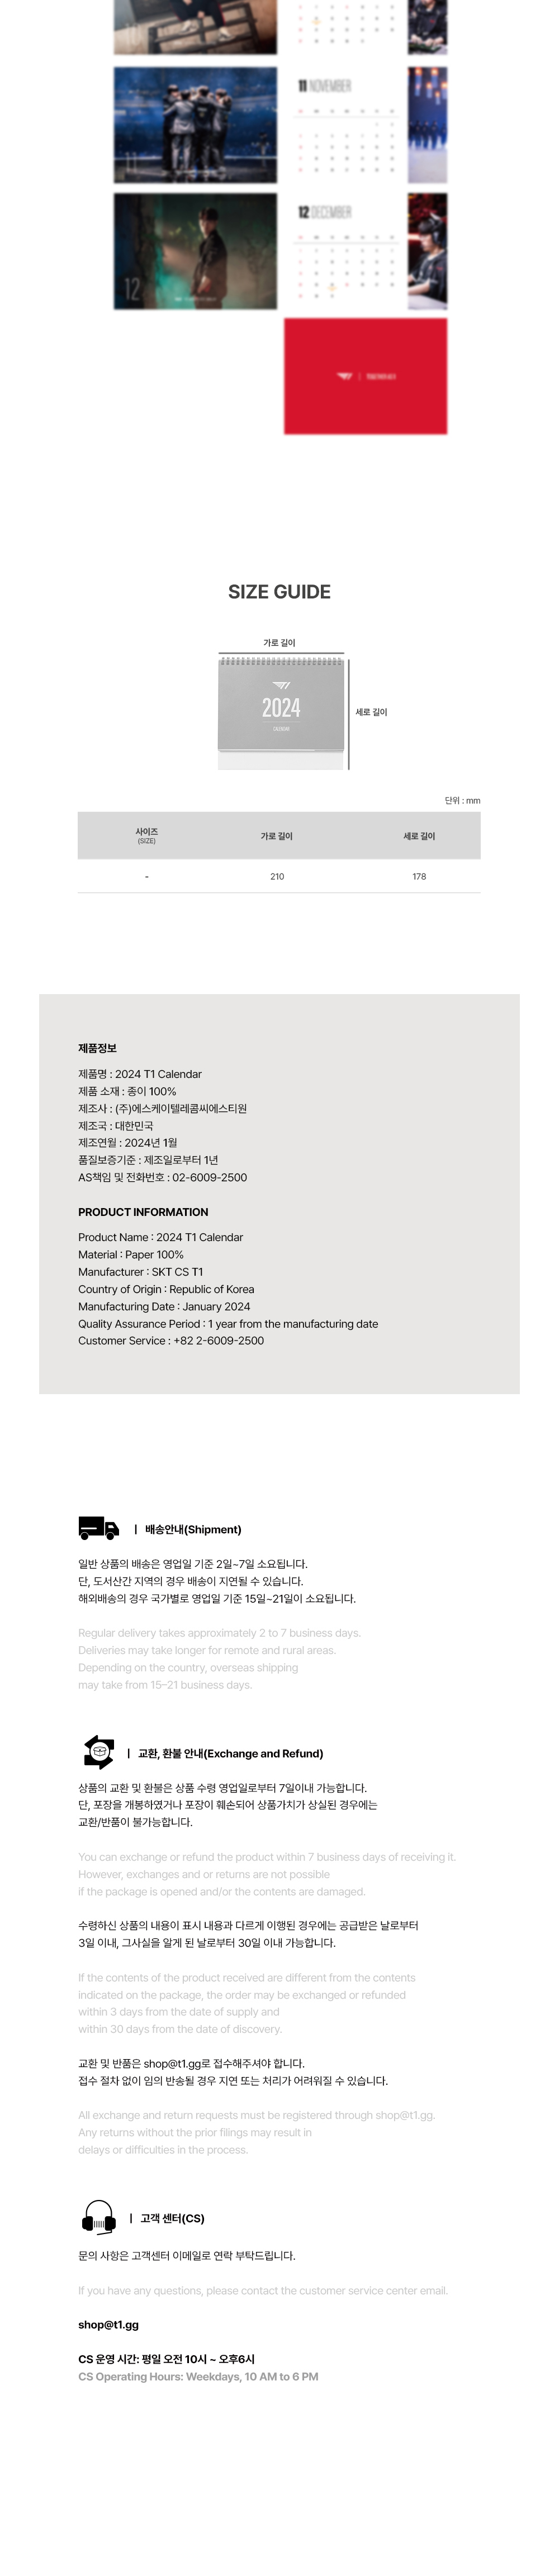 11 NOVEMBER
12 DECEMBER
12
SIZE GUIDE
가로 길이
2024
CALENDAR
세로 길이
단위 : mm
사이즈 가로 길이 세로 길이
(SIZE)
- 210 178
제품정보
제품명 : 2024 T1 Calendar
제품 소재 : 종이 100%
제조사 : (주)에스케이텔레콤씨에스티원
제조국 : 대한민국
제조연월 : 2024년 1월
품질보증기준 : 제조일로부터 1년
AS책임 및 전화번호 : 02-6009-2500
PRODUCT INFORMATION
Product Name : 2024 T1 Calendar
Material : Paper 100%
Manufacturer : SKT CS T1
Country of Origin : Republic of Korea
Manufacturing Date : January 2024
Quality Assurance Period : 1 year from the manufacturing date
Customer Service : +82 2-6009-2500
| 배송안내(Shipment)
일반 상품의 배송은 영업일 기준 2일~7일 소요됩니다.
단, 도서산간 지역의 경우 배송이 지연될 수 있습니다.
해외배송의 경우 국가별로 영업일 기준 15일~21일이 소요됩니다.
Regular delivery takes approximately 2 to 7 business days.
Deliveries may take longer for remote and rural areas.
Depending on the country, overseas shipping
may take from 15–21 business days.
| 교환, 환불 안내(Exchange and Refund)
상품의 교환 및 환불은 상품 수령 영업일로부터 7일이내 가능합니다.
단, 포장을 개봉하였거나 포장이 훼손되어 상품가치가 상실된 경우에는
교환/반품이 불가능합니다.
You can exchange or refund the product within 7 business days of receiving it.
However, exchanges and or returns are not possible
if the package is opened and/or the contents are damaged.
수령하신 상품의 내용이 표시 내용과 다르게 이행된 경우에는 공급받은 날로부터
3일 이내, 그사실을 알게 된 날로부터 30일 이내 가능합니다.
If the contents of the product received are different from the contents
indicated on the package, the order may be exchanged or refunded
within 3 days from the date of supply and
within 30 days from the date of discovery.
교환 및 반품은 shop@t1.gg로 접수해주셔야 합니다.
접수 절차 없이 임의 반송될 경우 지연 또는 처리가 어려워질 수 있습니다.
All exchange and return requests must be registered through shop@t1.gg.
Any returns without the prior filings may result in
delays or difficulties in the process.
| 고객 센터(CS)
문의 사항은 고객센터 이메일로 연락 부탁드립니다.
If you have any questions, please contact the customer service center email.
shop@t1.gg
CS 운영 시간: 평일 오전 10시 ~ 오후6시
CS Operating Hours: Weekdays, 10 AM to 6 PM